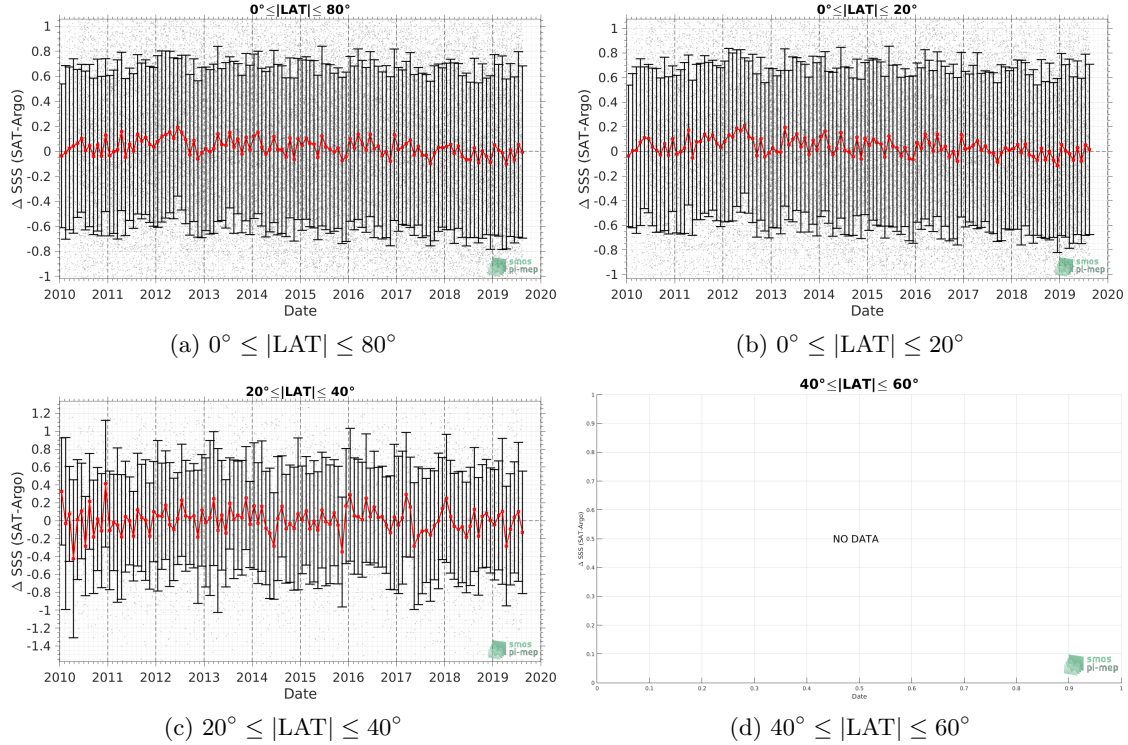 0°≤|LAT|≤ 80°
Δ SSS (SAT-Argo)
1
0.8
0.6
0.4
0.2
0
-0.2
-0.4
-0.6
-0.8
-1
2010 2011 2012 2013 2014 2015 2016 2017 2018 2019 2020
Date
smos
pi-mep
(a) 0° ≤ |LAT| ≤ 80°
0°≤|LAT|≤ 20°
Δ SSS (SAT-Argo)
1
0.8
0.6
0.4
0.2
0
-0.2
-0.4
-0.6
-0.8
-1
2010 2011 2012 2013 2014 2015 2016 2017 2018 2019 2020
Date
smos
pi-mep
(b) 0° ≤ |LAT| ≤ 20°
20°≤|LAT|≤ 40°
Δ SSS (SAT-Argo)
1.2
1
0.8
0.6
0.4
0.2
0
-0.2
-0.4
-0.6
-0.8
-1
-1.2
-1.4
2010 2011 2012 2013 2014 2015 2016 2017 2018 2019 2020
Date
smos
pi-mep
(c) 20° ≤ |LAT| ≤ 40°
40°≤|LAT|≤ 60°
Δ SSS (SAT-Argo)
1
0.9
0.8
0.7
0.6
0.5
0.4
0.3
0.2
0.1
0
NO DATA
0 0.1 0.2 0.3 0.4 0.5 0.6 0.7 0.8 0.9 1
Date
smos
pi-mep
(d) 40° ≤ |LAT| ≤ 60°